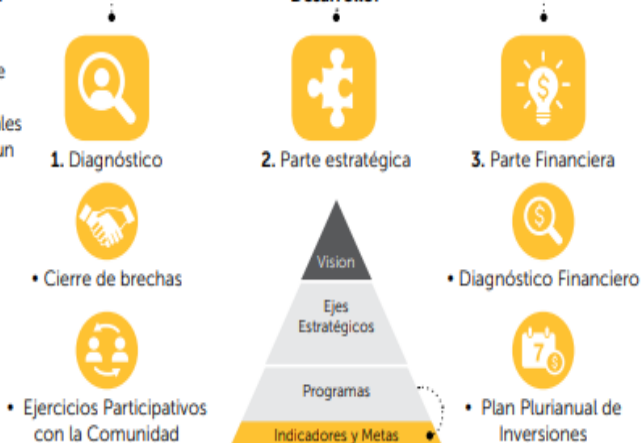 1. Diagnóstico
• Cierre de brechas
• Ejercicios Participativos
con la Comunidad
2. Parte estratégica
Vision
Ejes
Estratégicos
Programas
Indicadores y Metas
3. Parte Financiera
$
• Diagnóstico Financiero
7
$
• Plan Plurianual de
Inversiones